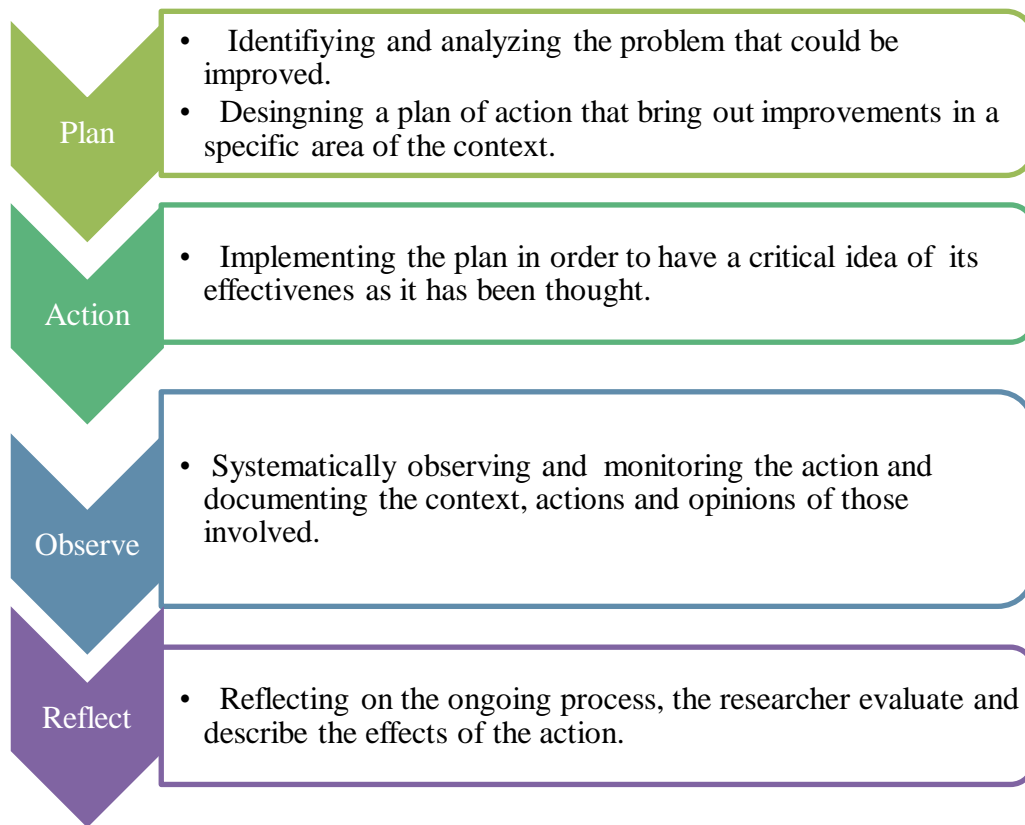 Plan
• Identifiying and analyzing the problem that could be
improved.
• Desingning a plan of action that bring out improvements in a
specific area of the context.
Action
• Implementing the plan in order to have a critical idea of its
effectivenes as it has been thought.
Observe
• Systematically observing and monitoring the action and
documenting the context, actions and opinions of those
involved.
Reflect
• Reflecting on the ongoing process, the researcher evaluate and
describe the effects of the action.